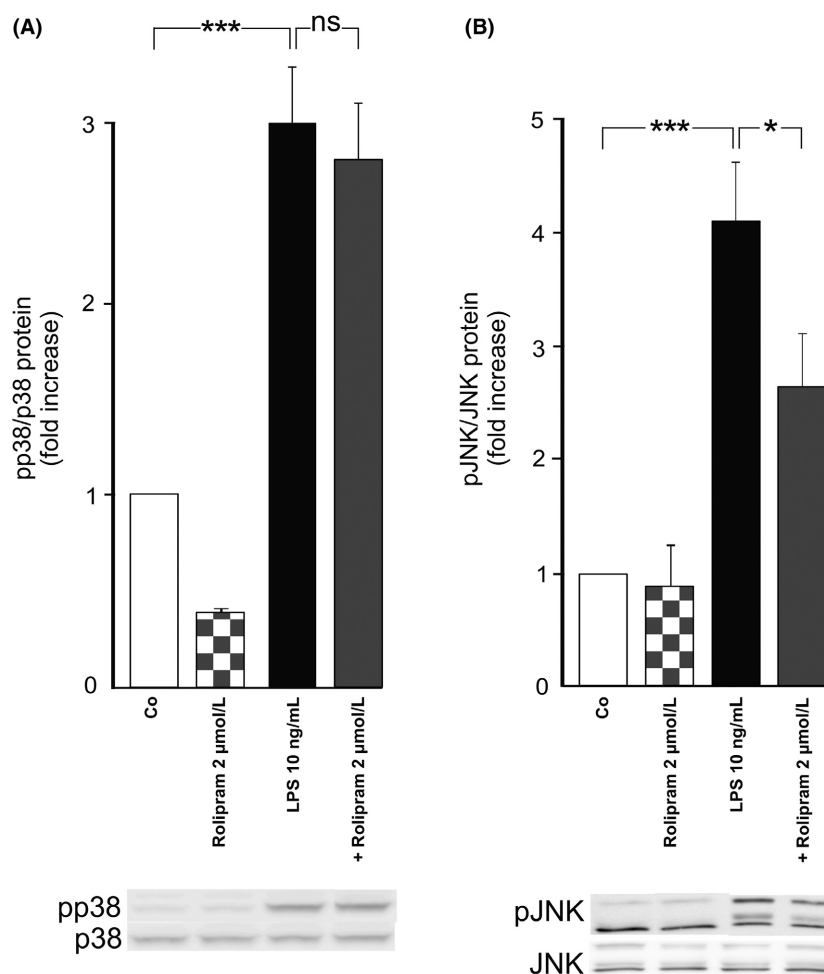 (A)
*** ns
3
2
1
0
pp38/p38 protein
(fold increase)
Co
Rolipram 2 µmol/L
LPS 10 ng/mL
+ Rolipram 2 µmol/L
pp38
p38
(B)
5
*** *
4
3
2
1
0
pJNK/JNK protein
(fold increase)
Co
Rolipram 2 µmol/L
LPS 10 ng/mL
+ Rolipram 2 µmol/L
pJNK
JNK